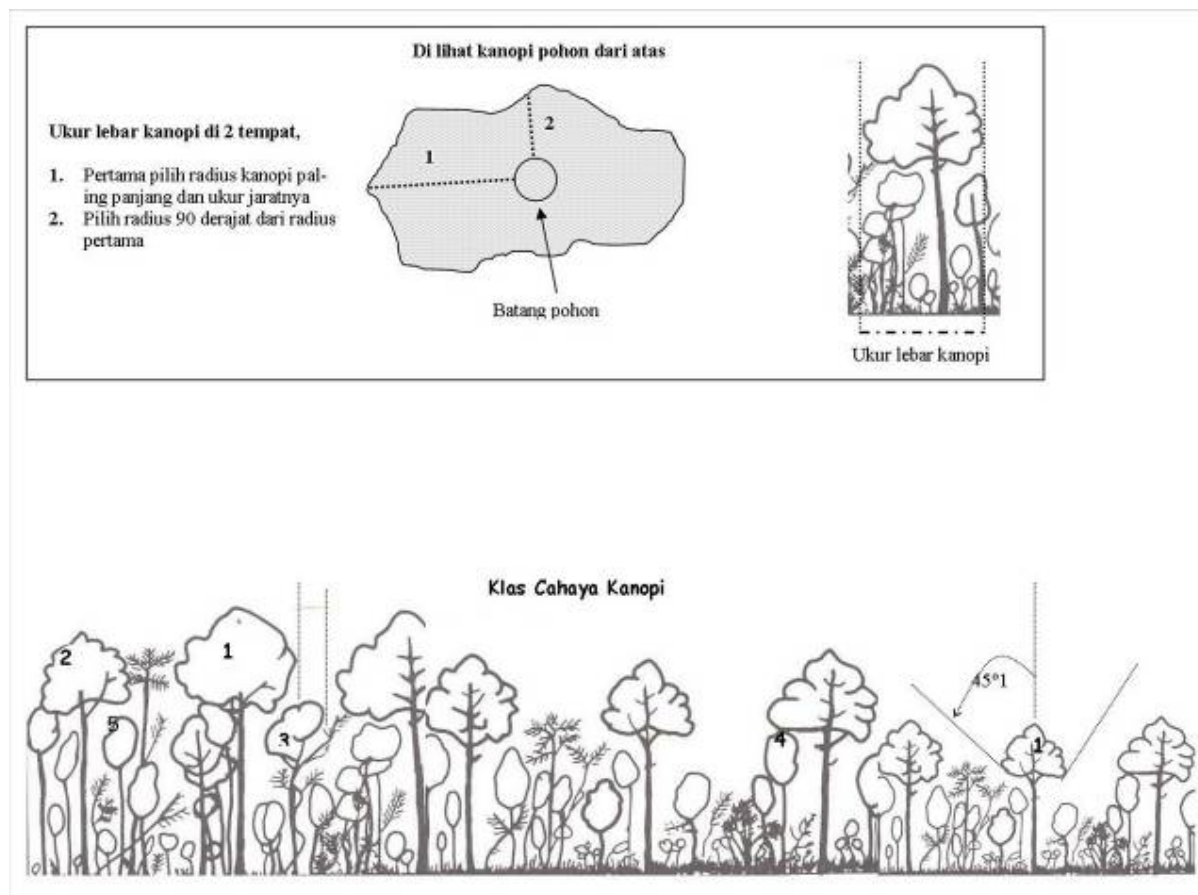 Di lihat kanopi pohon dari atas
Ukur lebar kanopi di 2 tempat,
1. Pertama pilih radius kanopi pal-
ing panjang dan ukur jaratnya
2. Pilih radius 90 derajat dari radius
pertama
1
2
Batang pohon
Ukur lebar kanopi
Klas Cahaya Kanopi
2
1
5
3
4
45°1
1